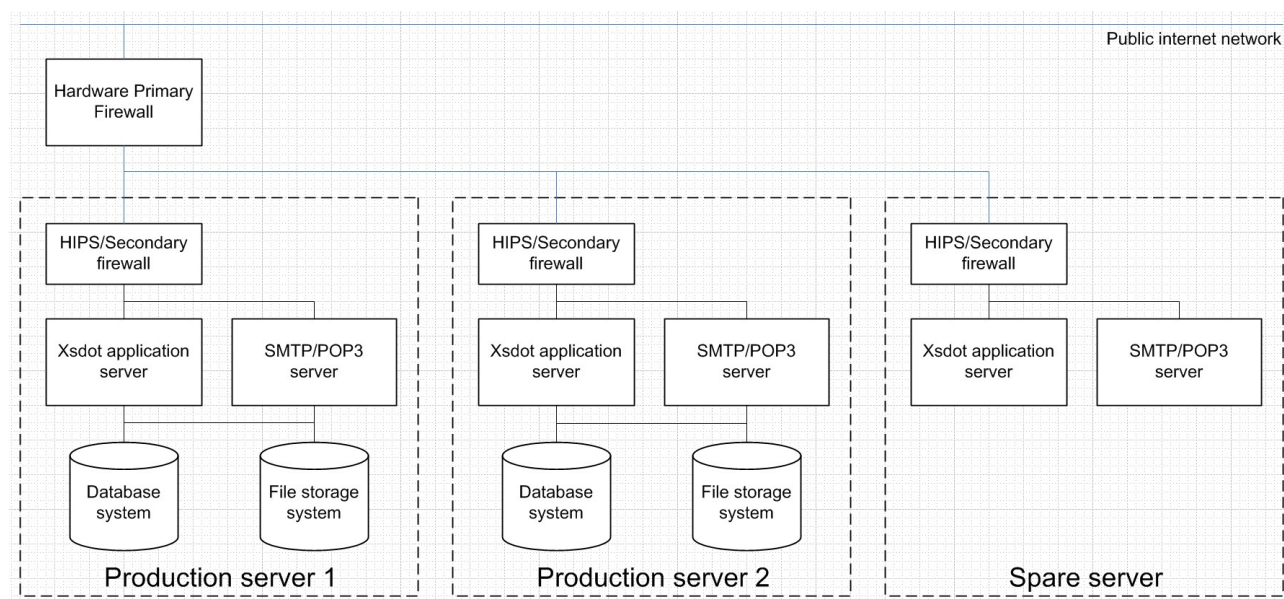 Public internet network
Hardware Primary
Firewall
HIPS/Secondary
firewall
Xsdot application
server
SMTP/POP3
server
Database
system
File storage
system
Production server 1
HIPS/Secondary
firewall
Xsdot application
server
SMTP/POP3
server
Database
system
File storage
system
Production server 2
HIPS/Secondary
firewall
Xsdot application
server
SMTP/POP3
server
Spare server